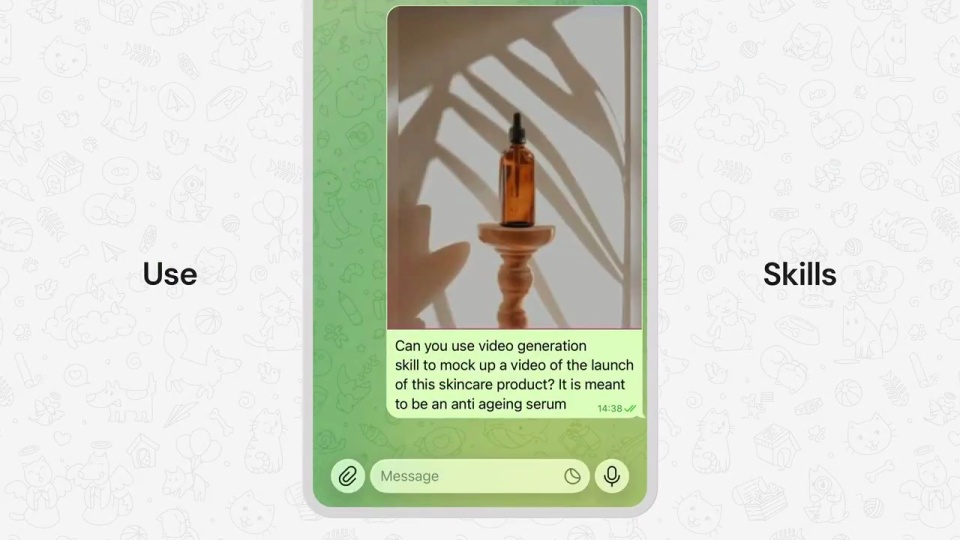 Use
Skills
Can you use video generation
skill to mock up a video of the launch
of this skincare product? It is meant
to be an anti ageing serum
14:38
Message